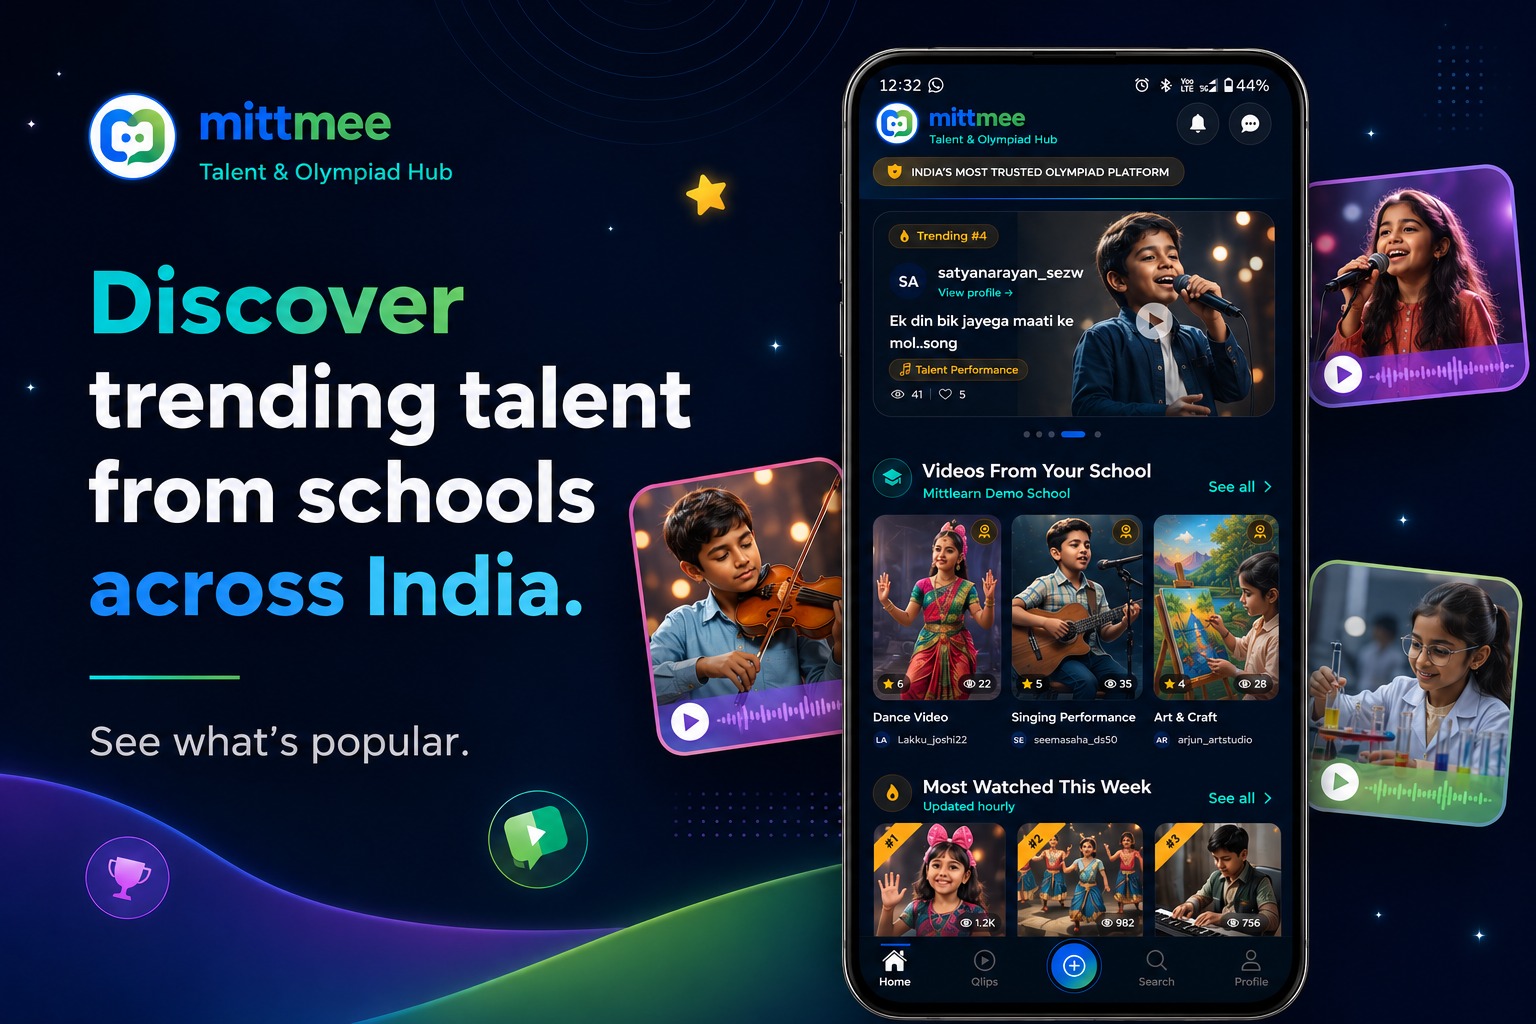 mittmee
Talent & Olympiad Hub
Discover
trending talent
from schools
across India.
See what's popular.
12:32
Yoo
LTE
5G
44%
mittmee
Talent & Olympiad Hub
INDIA'S MOST TRUSTED OLYMPIAD PLATFORM
Trending #4
SA
satyanarayan_sezw
View profile →
Ek din bik jayega maati ke
mol..song
Talent Performance
41
5
Videos From Your School
Mittlearn Demo School
See all >
6
22
5
35
4
28
Dance Video
LA Lakku_joshi22
Singing Performance
SE seemasaha_ds50
Art & Craft
AR arjun_artstudio
Most Watched This Week
Updated hourly
See all >
#1
1.2K
#2
982
#3
756
Home
Qlips
Search
Profile